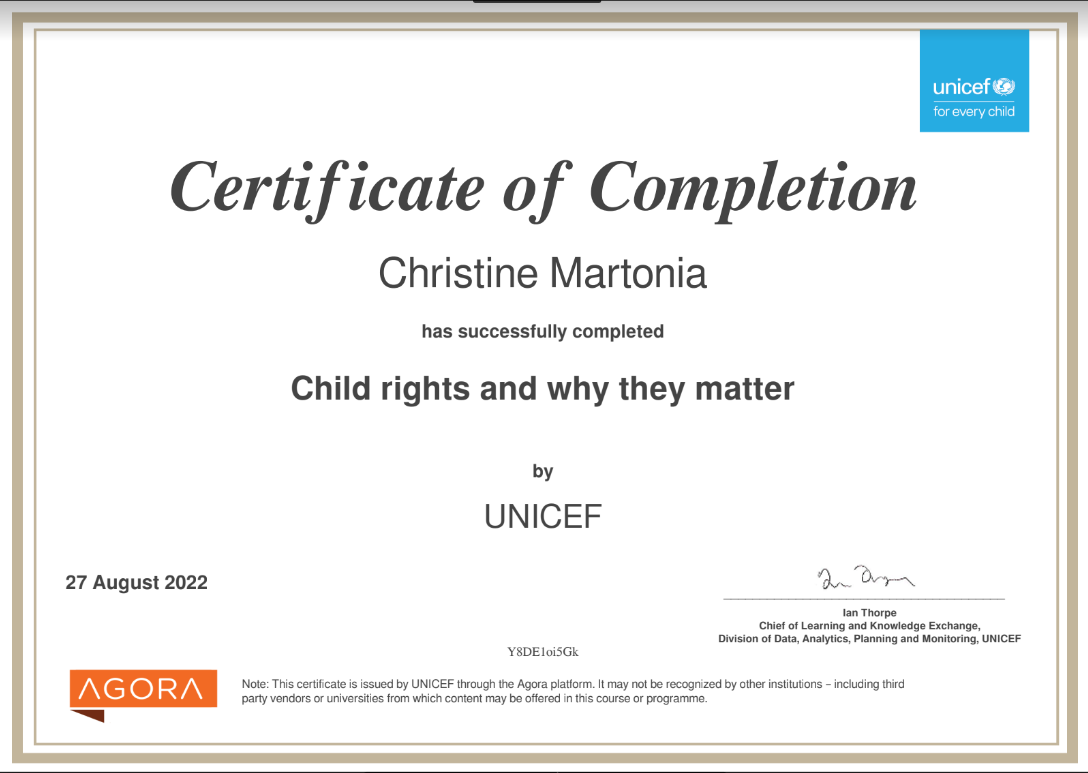 unicef
for every child
Certificate of Completion
Christine Martonia
has successfully completed
Child rights and why they matter
by
UNICEF
27 August 2022
Ian Thorpe
Chief of Learning and Knowledge Exchange,
Division of Data, Analytics, Planning and Monitoring, UNICEF
Y8DE1oi5Gk
AGORA
Note: This certificate is issued by UNICEF through the Agora platform. It may not be recognized by other institutions – including third
party vendors or universities from which content may be offered in this course or programme.